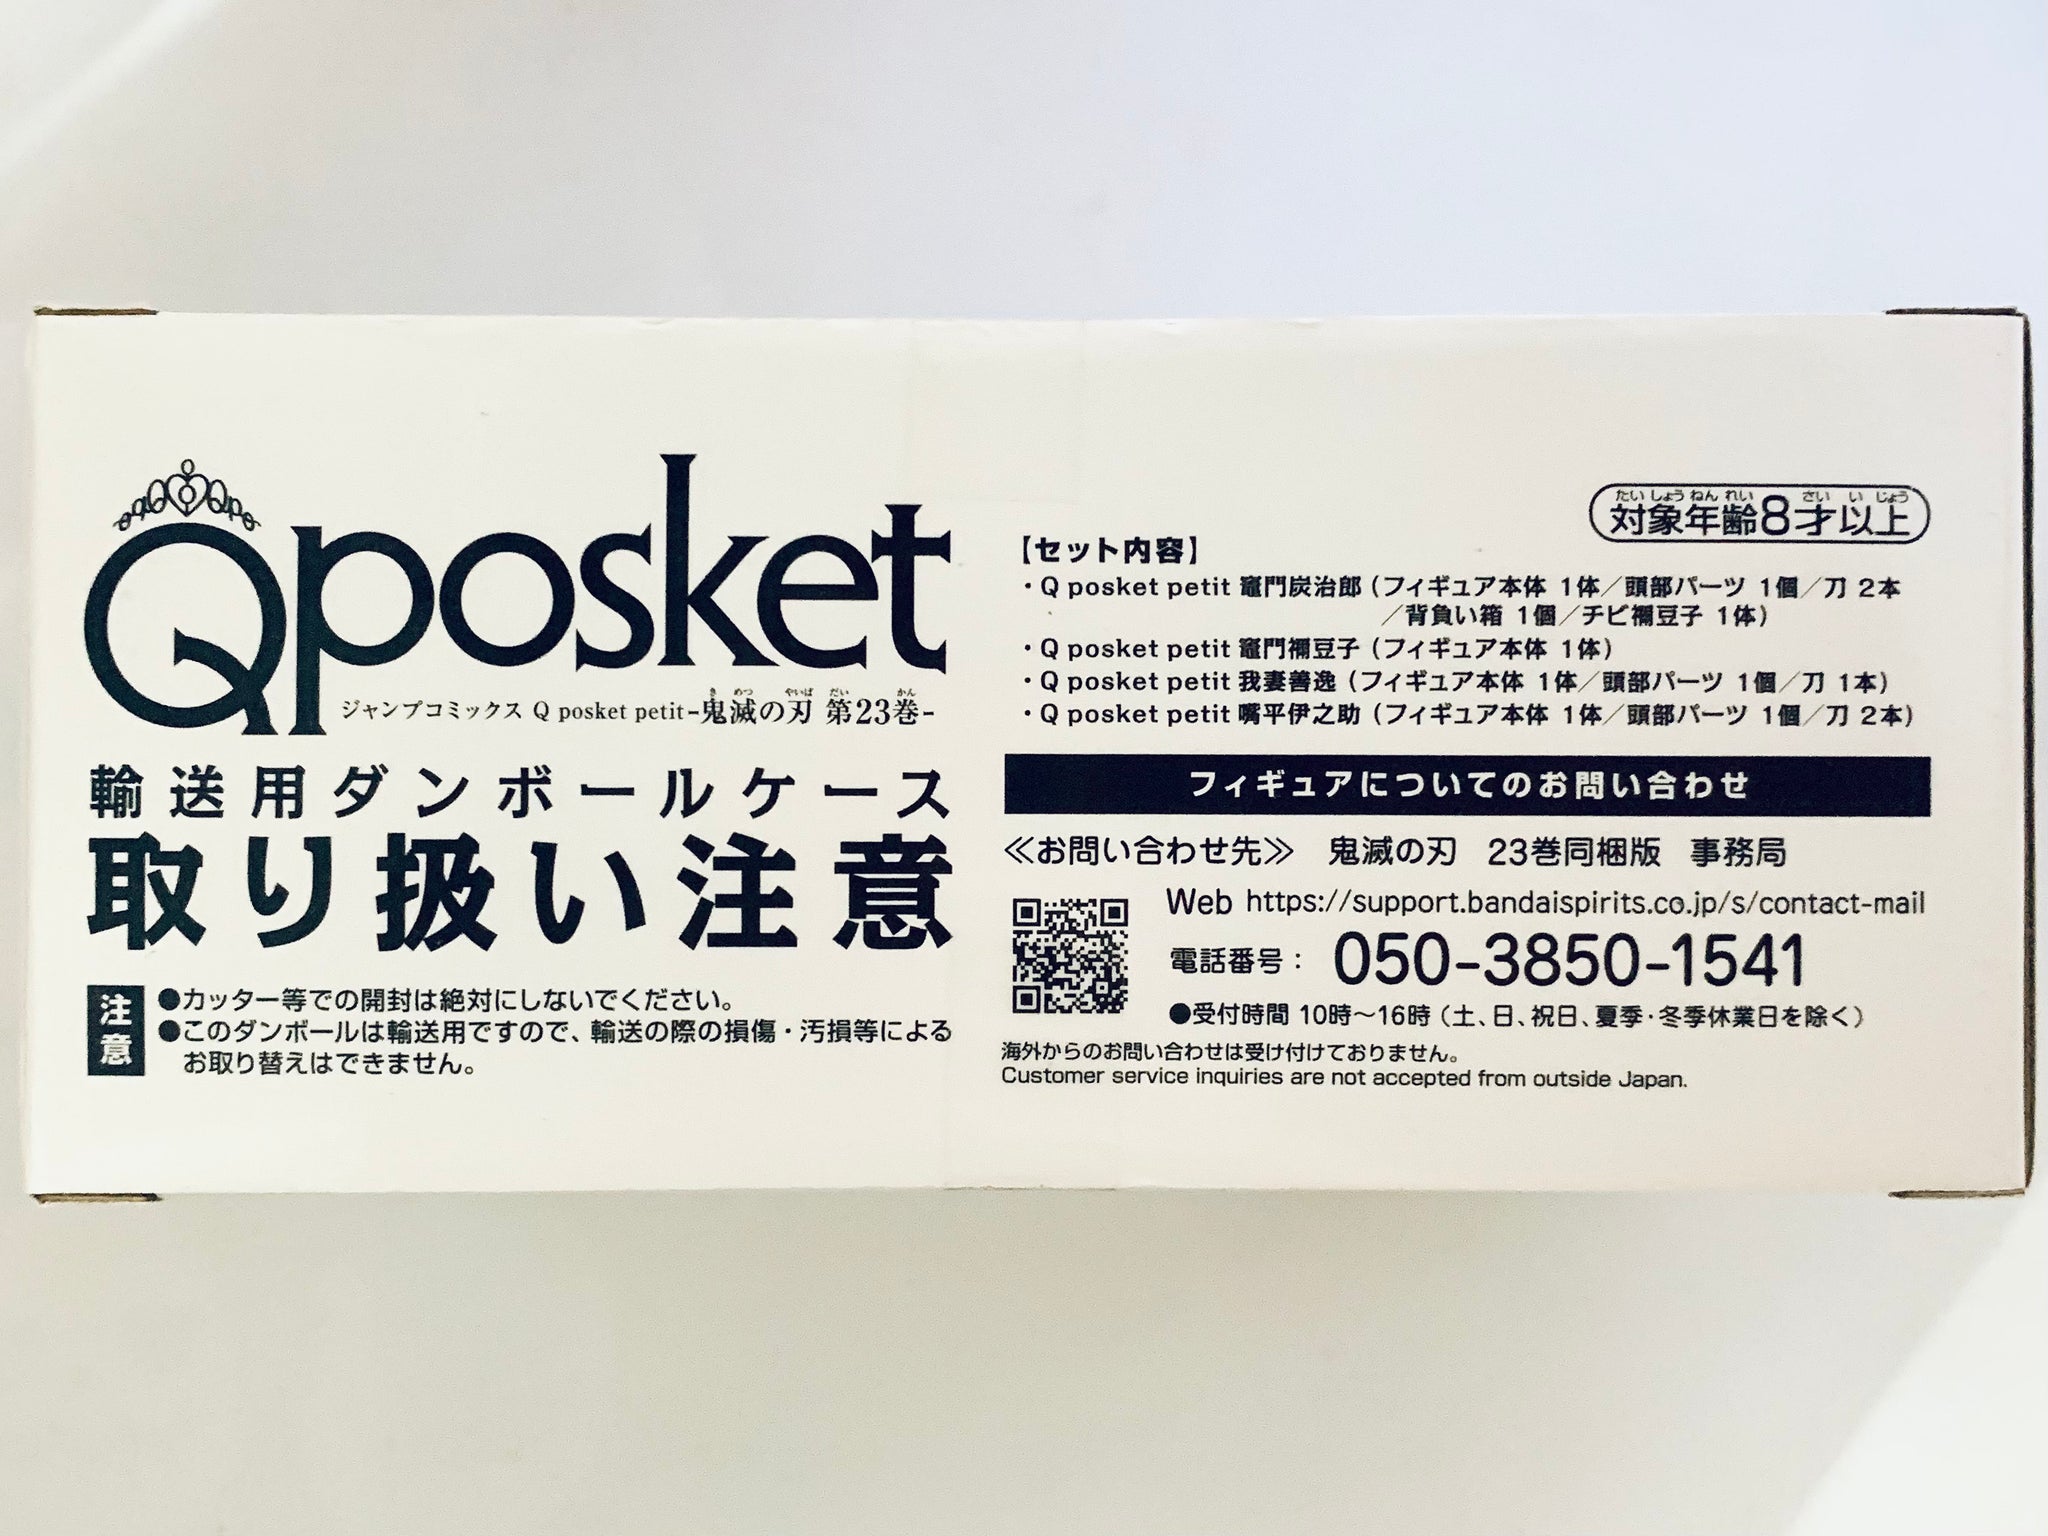 Qposket
ジャンプコミックス Q posket petit-鬼滅の刃 第23巻-
き めつ やいば だい かん
輸送用ダンボールケース
取り扱い注意
注意
●カッター等での開封は絶対にしないでください。
●このダンボールは輸送用ですので、輸送の際の損傷・汚損等による
お取り替えはできません。
たい しょう ねん れい さい い じょう
対象年齢8才以上
【セット内容】
・Q posket petit 竈門炭治郎（フィギュア本体 1体／頭部パーツ 1個／刀 2本
／背負い箱 1個／チビ禰豆子 1体）
・Q posket petit 竈門禰豆子（フィギュア本体 1体）
・Q posket petit 我妻善逸（フィギュア本体 1体／頭部パーツ 1個／刀 1本）
・Q posket petit 嘴平伊之助（フィギュア本体 1体／頭部パーツ 1個／刀 2本）
フィギュアについてのお問い合わせ
≪お問い合わせ先≫ 鬼滅の刃 23巻同梱版 事務局
Web https://support.bandaispirits.co.jp/s/contact-mail
電話番号： 050-3850-1541
●受付時間 10時～16時（土、日、祝日、夏季・冬季休業日を除く）
海外からのお問い合わせは受け付けておりません。
Customer service inquiries are not accepted from outside Japan.